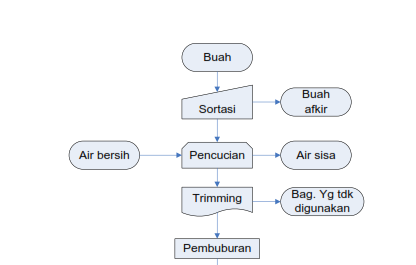 Buah
Sortasi
Buah
afkir
Air bersih
Pencucian
Air sisa
Trimming
Bag. Yg tdk
digunakan
Pembuburan